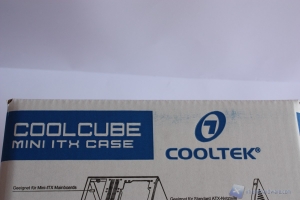 COOLCUBE
MINI ITX CASE
COOLTEK®
Designed for Mini-ITX Mainboards
Designed for Standard ATX-Netzteile